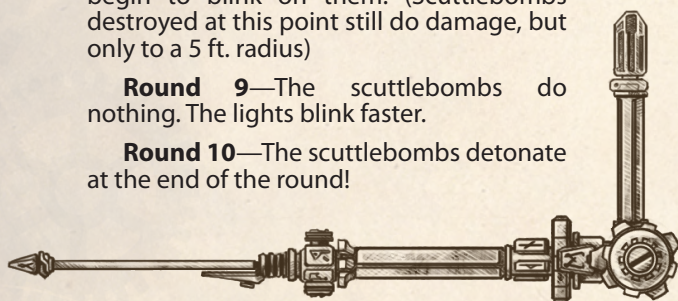 begin to blink on them. (Scuttlebombs
destroyed at this point still do damage, but
only to a 5 ft. radius)
Round 9—The scuttlebombs do
nothing. The lights blink faster.
Round 10—The scuttlebombs detonate
at the end of the round!